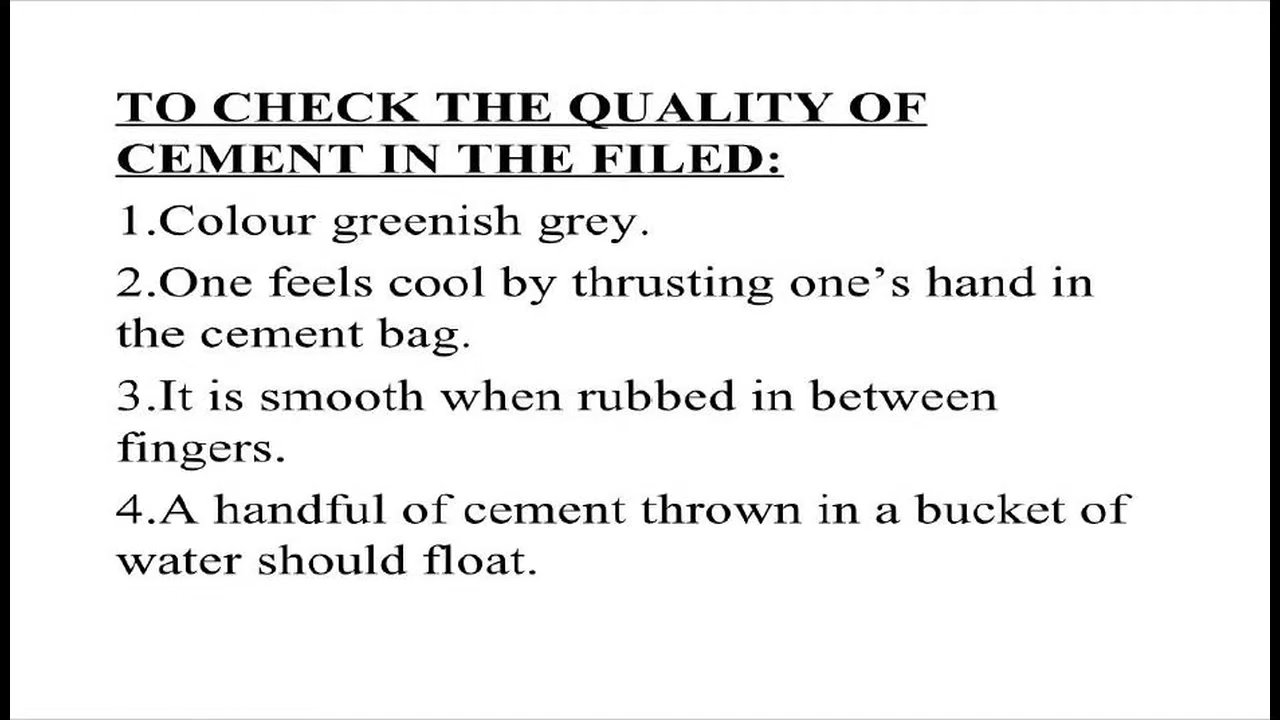 TO CHECK THE QUALITY OF
CEMENT IN THE FILED:
1.Colour greenish grey.
2.One feels cool by thrusting one’s hand in
the cement bag.
3.It is smooth when rubbed in between
fingers.
4.A handful of cement thrown in a bucket of
water should float.